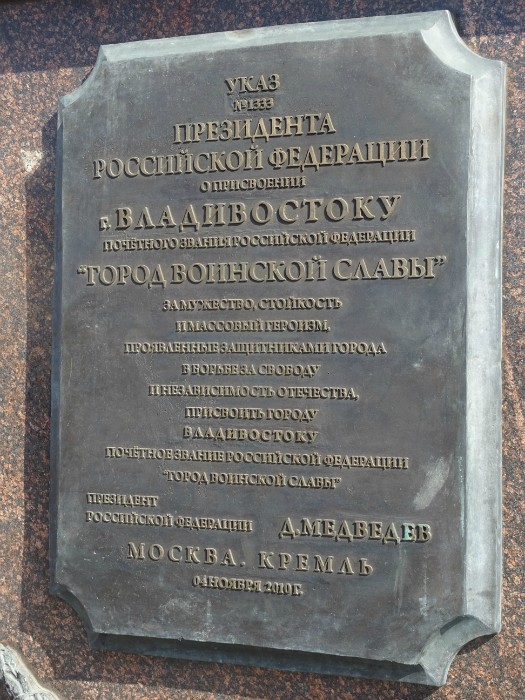 УКАЗ
№ 1333
ПРЕЗИДЕНТА
РОССИЙСКОЙ ФЕДЕРАЦИИ
О ПРИСВОЕНИИ
г. ВЛАДИВОСТОКУ
ПОЧЁТНОГО ЗВАНИЯ РОССИЙСКОЙ ФЕДЕРАЦИИ
“ГОРОД ВОИНСКОЙ СЛАВЫ”
ЗА МУЖЕСТВО, СТОЙКОСТЬ
И МАССОВЫЙ ГЕРОИЗМ,
ПРОЯВЛЕННЫЕ ЗАЩИТНИКАМИ ГОРОДА
В БОРЬБЕ ЗА СВОБОДУ
И НЕЗАВИСИМОСТЬ ОТЕЧЕСТВА,
ПРИСВОИТЬ ГОРОДУ
ВЛАДИВОСТОКУ
ПОЧЁТНОЕ ЗВАНИЕ РОССИЙСКОЙ ФЕДЕРАЦИИ
“ГОРОД ВОИНСКОЙ СЛАВЫ”
ПРЕЗИДЕНТ
РОССИЙСКОЙ ФЕДЕРАЦИИ Д. МЕДВЕДЕВ
МОСКВА. КРЕМЛЬ
04 НОЯБРЯ 2010 г.